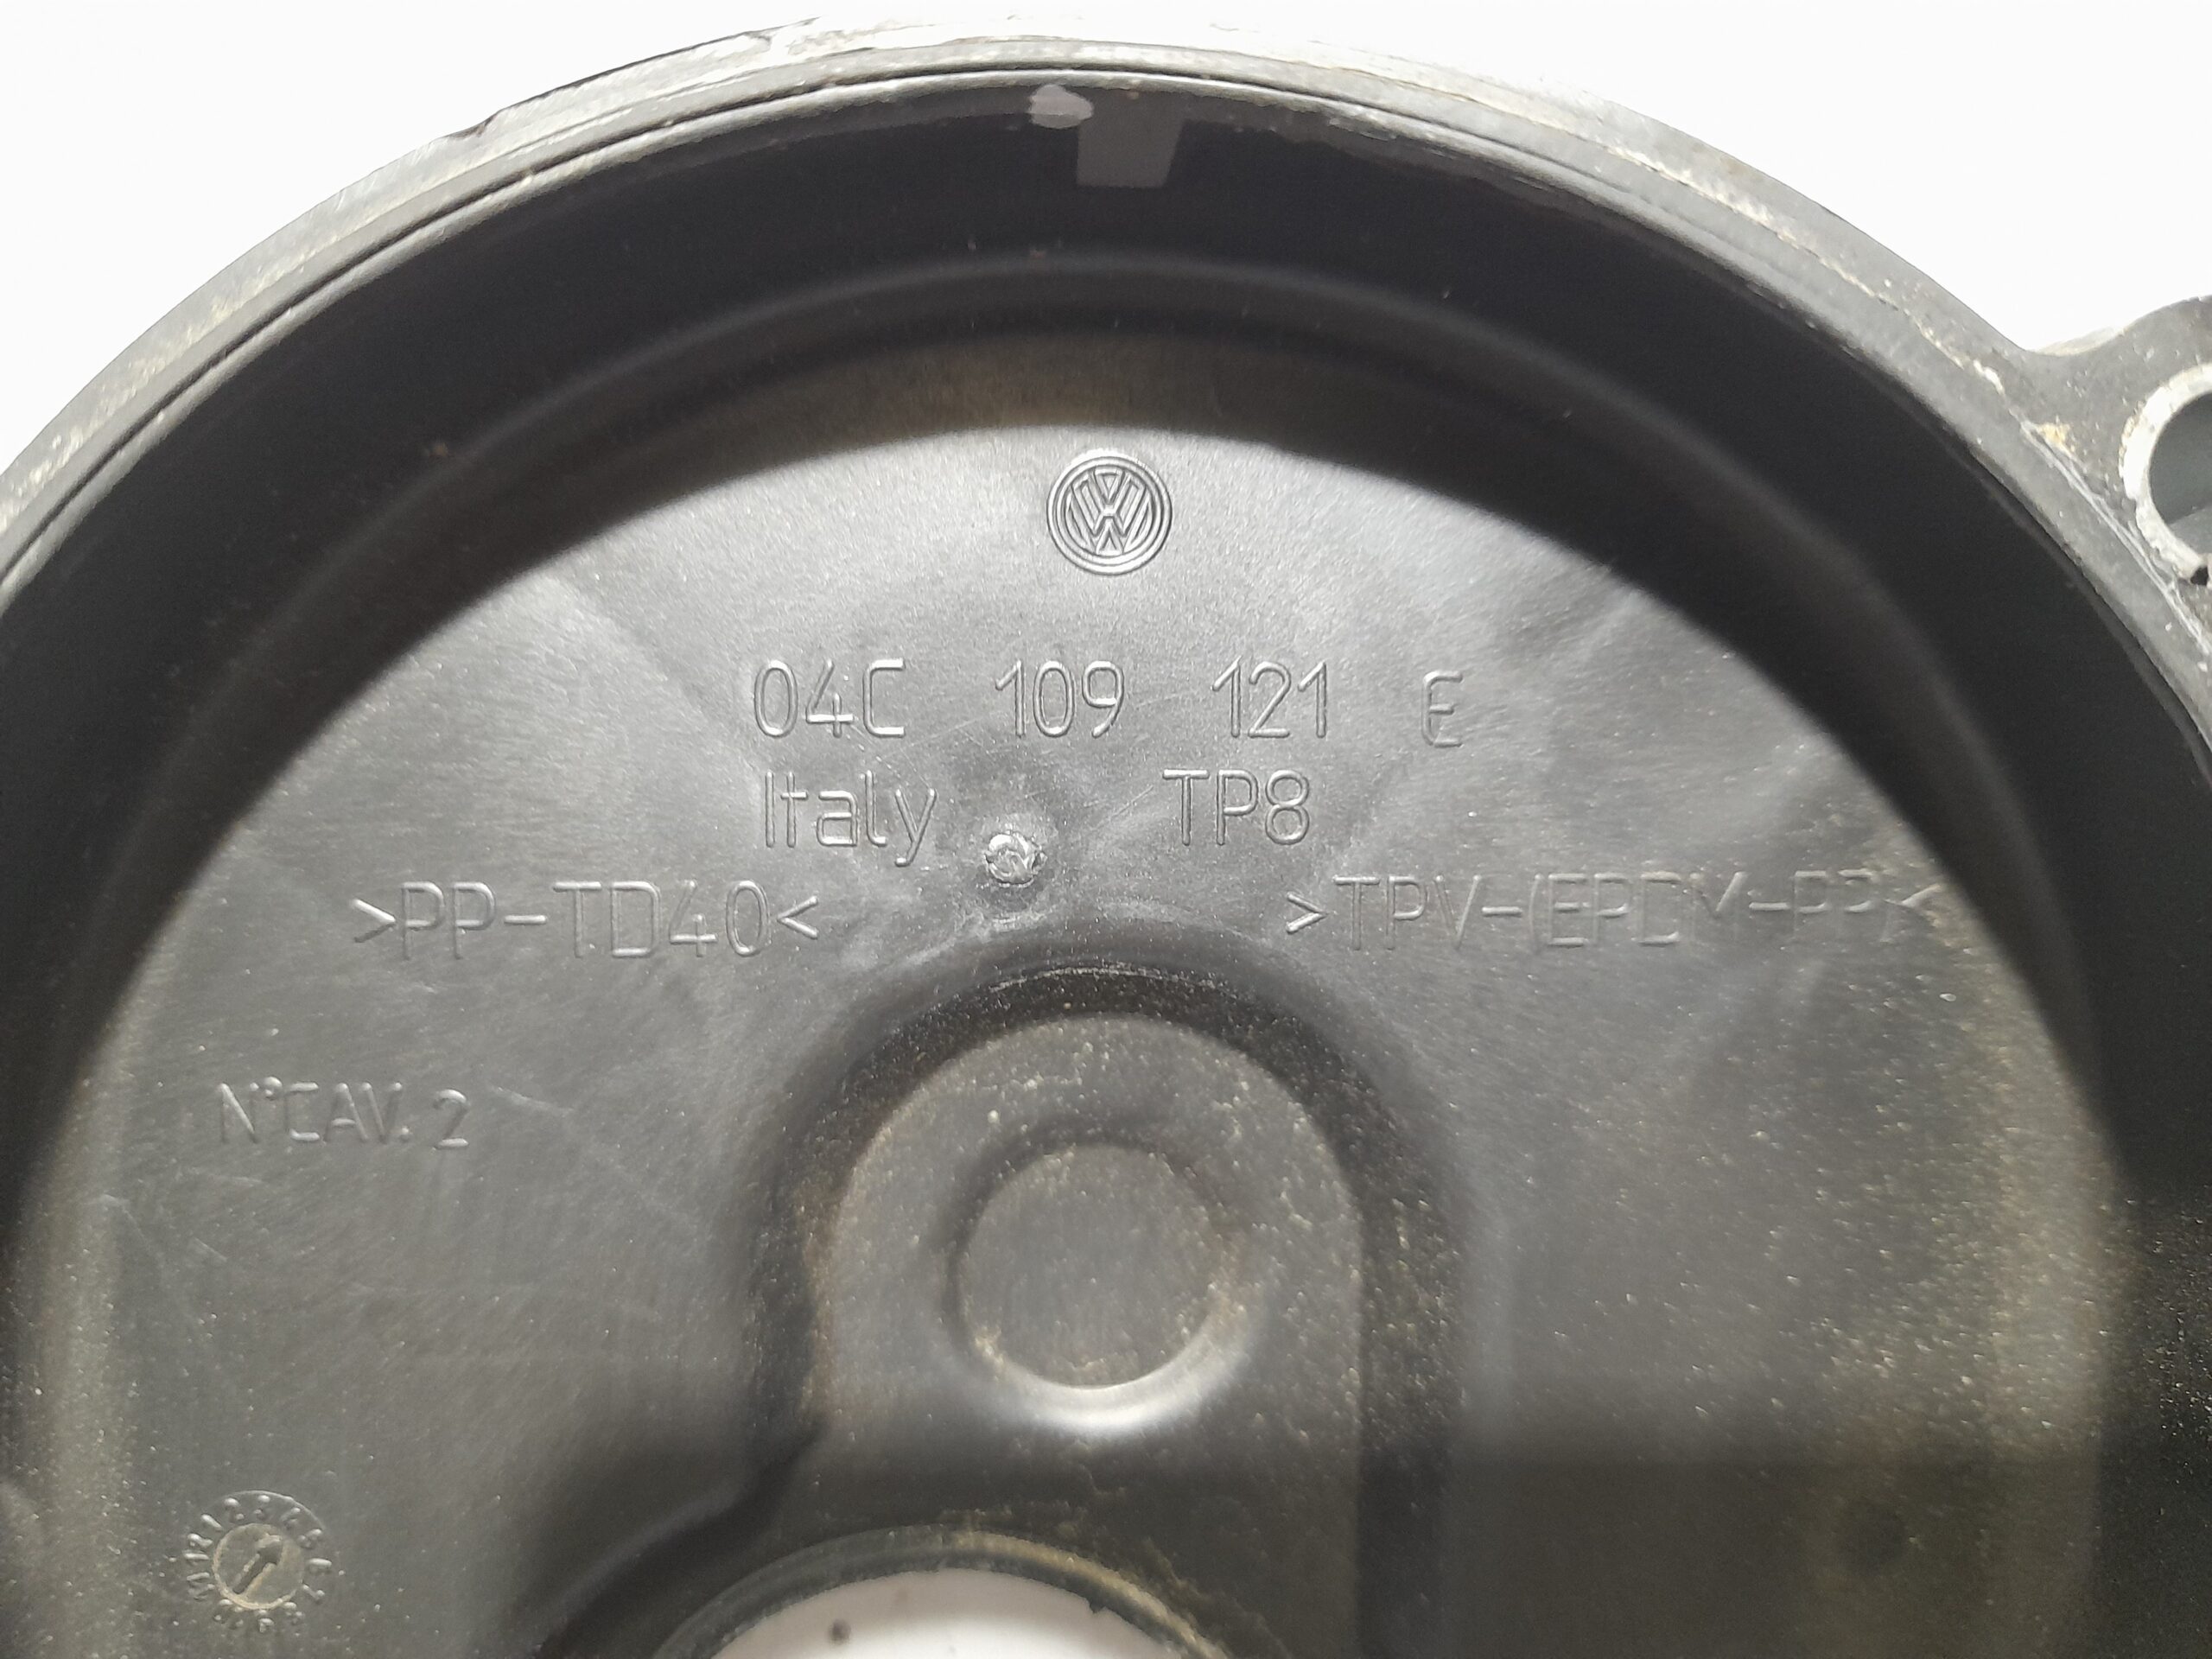 04C 109 121 E
Italy TP8
>PP-TD40< >TPV-(EPDM-PP)<
N°CAV. 2